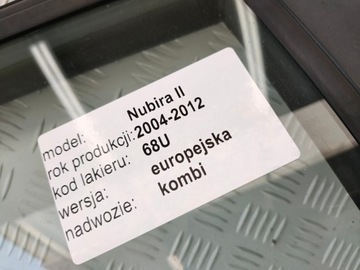 model: Nubira II
rok produkcji: 2004-2012
kod lakieru: 68U
wersja: europejska
nadwozie: kombi